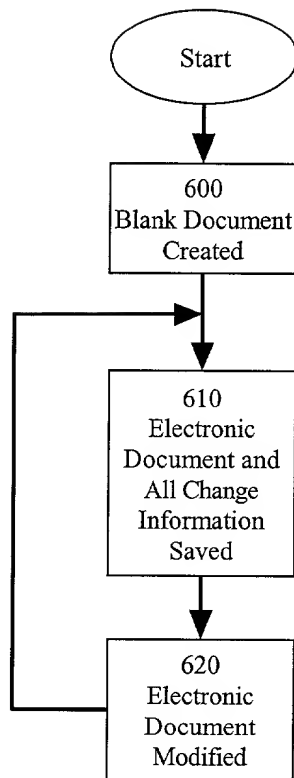 Start
600
Blank Document
Created
610
Electronic
Document and
All Change
Information
Saved
620
Electronic
Document
Modified